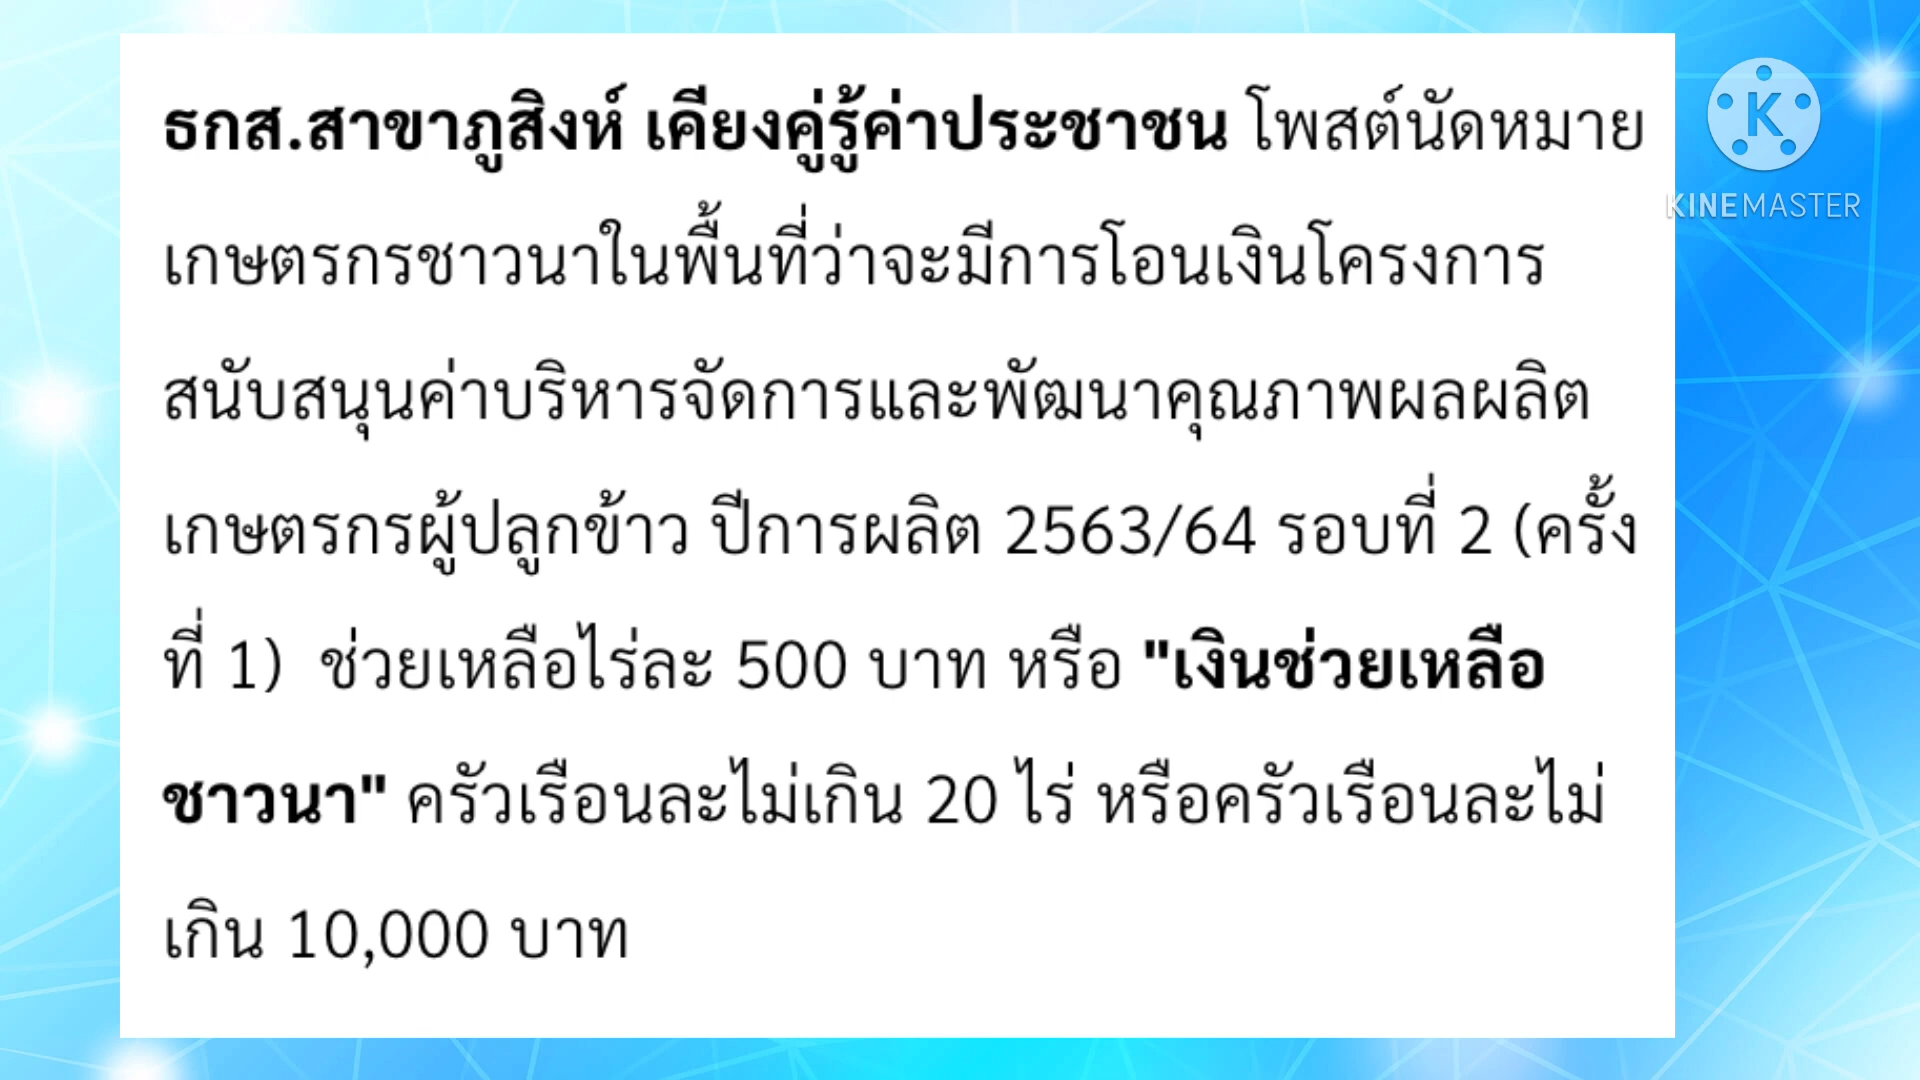 ธกส.สาขาภูสิงห์ เคียงคู่รู้ค่าประชาชน โพสต์นัดหมาย
เกษตรกรชาวนาในพื้นที่ว่าจะมีการโอนเงินโครงการ
สนับสนุนค่าบริหารจัดการและพัฒนาคุณภาพผลผลิต
เกษตรกรผู้ปลูกข้าว ปีการผลิต 2563/64 รอบที่ 2 (ครั้ง
ที่ 1)  ช่วยเหลือไร่ละ 500 บาท หรือ "เงินช่วยเหลือ
ชาวนา" ครัวเรือนละไม่เกิน 20 ไร่ หรือครัวเรือนละไม่
เกิน 10,000 บาท
K
KINEMASTER